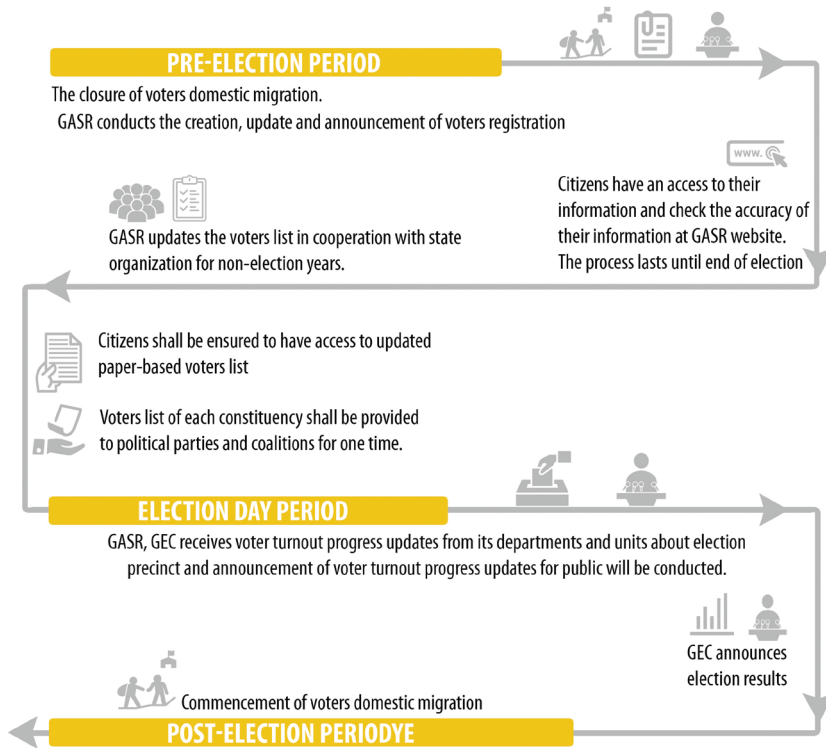 PRE-ELECTION PERIOD
The closure of voters domestic migration.
GASR conducts the creation, update and announcement of voters registration
www.
Citizens have an access to their
information and check the accuracy of
their information at GASR website.
The process lasts until end of election
GASR updates the voters list in cooperation with state
organization for non-election years.
Citizens shall be ensured to have access to updated
paper-based voters list
Voters list of each constituency shall be provided
to political parties and coalitions for one time.
ELECTION DAY PERIOD
GASR, GEC receives voter turnout progress updates from its departments and units about election
precinct and announcement of voter turnout progress updates for public will be conducted.
GEC announces
election results
Commencement of voters domestic migration
POST-ELECTION PERIODYE